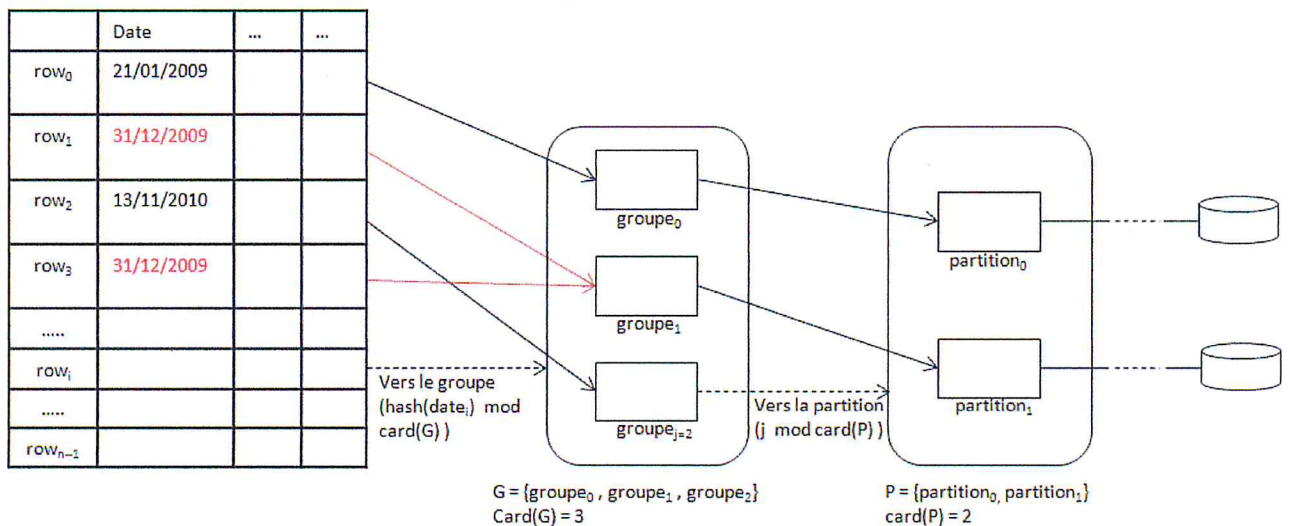 Date ... ...
row0 21/01/2009
row1 31/12/2009
row2 13/11/2010
row3 31/12/2009
.....
rowi
.....
rown-1
groupe0
groupe1
groupej=2
Vers le groupe
(hash(datei) mod
card(G) )
G = {groupe0 , groupe1 , groupe2}
Card(G) = 3
partition0
partition1
Vers la partition
(j mod card(P) )
P = {partition0, partition1}
card(P) = 2